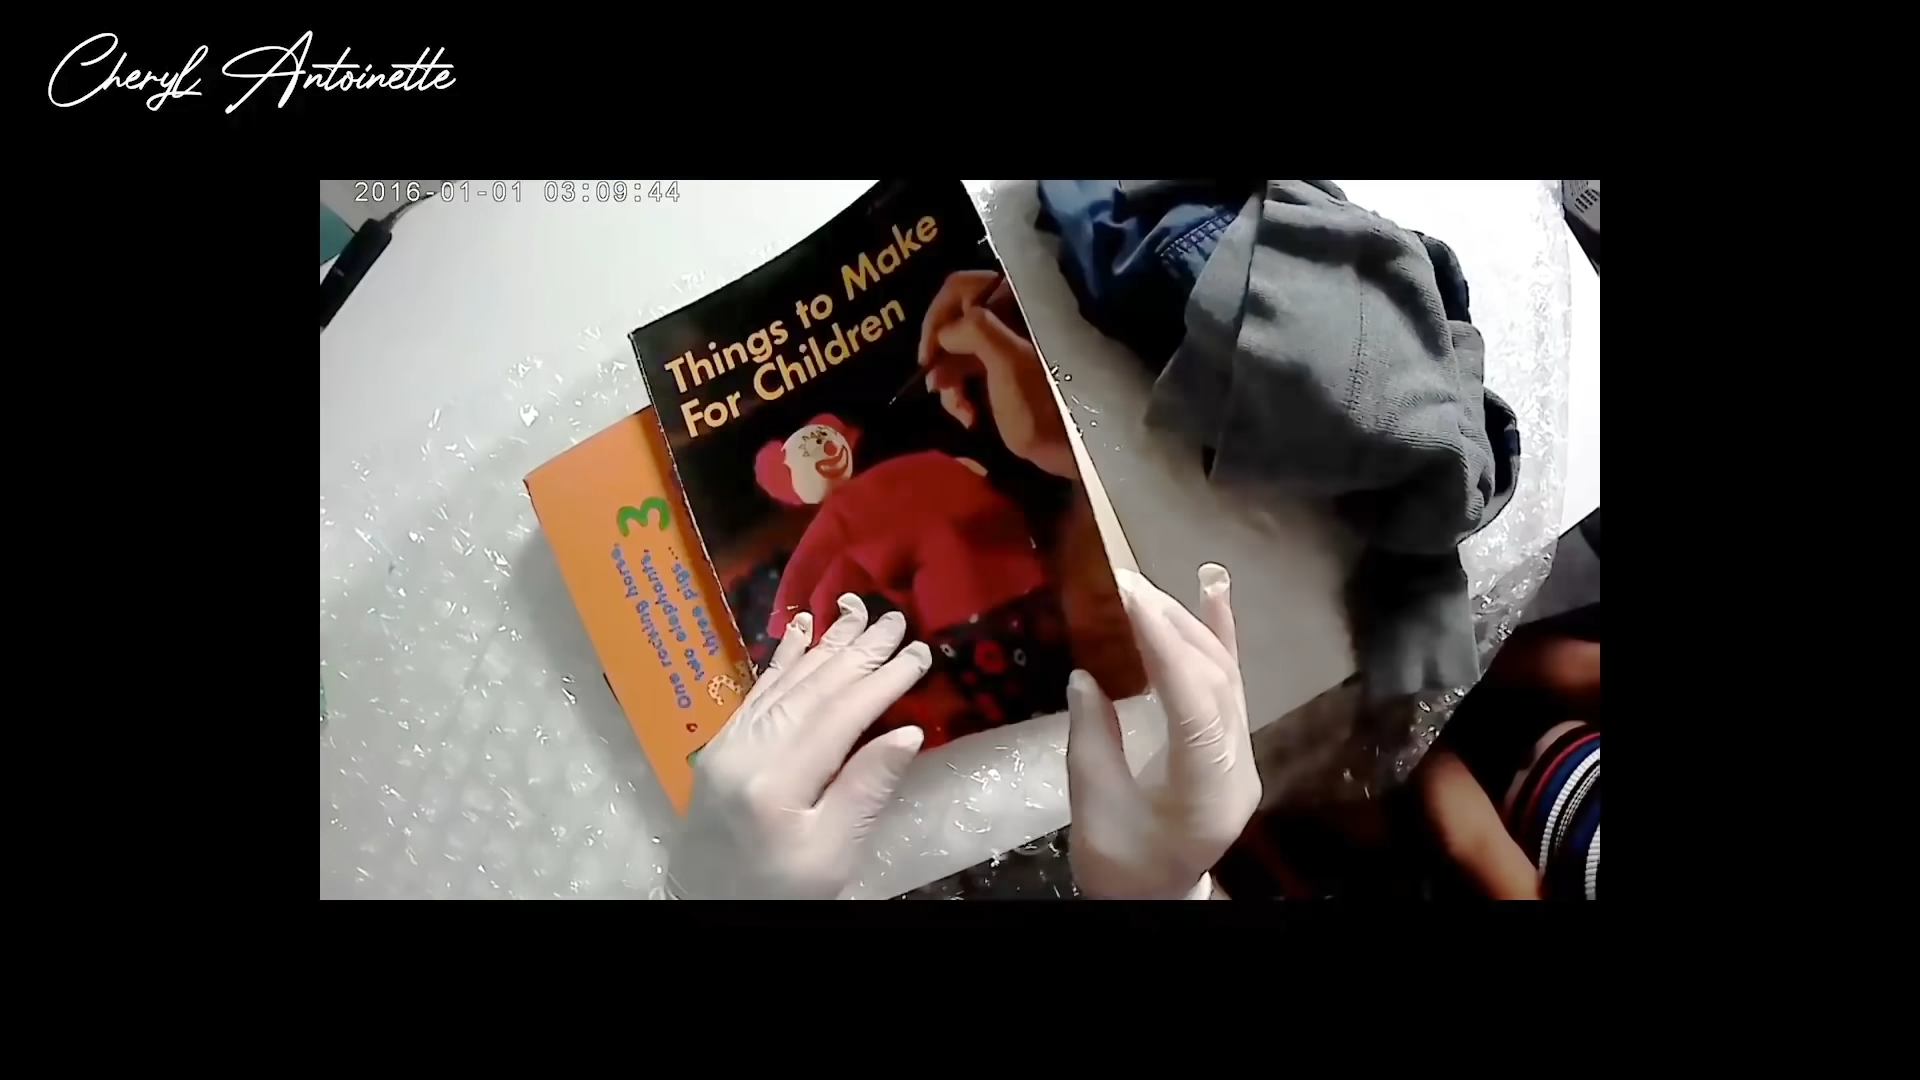 Cheryl Antoinette
2016-01-01 03:09:44
Things to Make
For Children
3
One rocking horse,
two elephants,
three pigs...